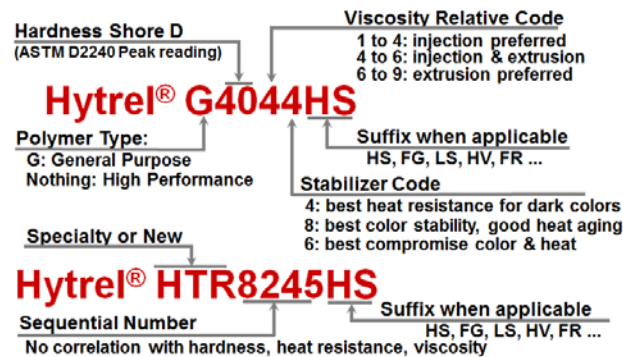 Hardness Shore D
(ASTM D2240 Peak reading)
Viscosity Relative Code
1 to 4: injection preferred
4 to 6: injection & extrusion
6 to 9: extrusion preferred
Hytrel® G4044HS
Polymer Type:
G: General Purpose
Nothing: High Performance
Suffix when applicable
HS, FG, LS, HV, FR ...
Stabilizer Code
4: best heat resistance for dark colors
8: best color stability, good heat aging
6: best compromise color & heat
Specialty or New
Hytrel® HTR8245HS
Sequential Number
No correlation with hardness, heat resistance, viscosity
Suffix when applicable
HS, FG, LS, HV, FR ...